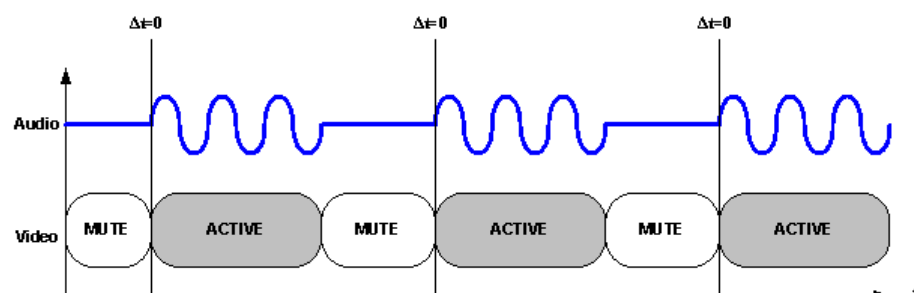 Δt=0 Δt=0 Δt=0
Audio
Video MUTE ACTIVE MUTE ACTIVE MUTE ACTIVE